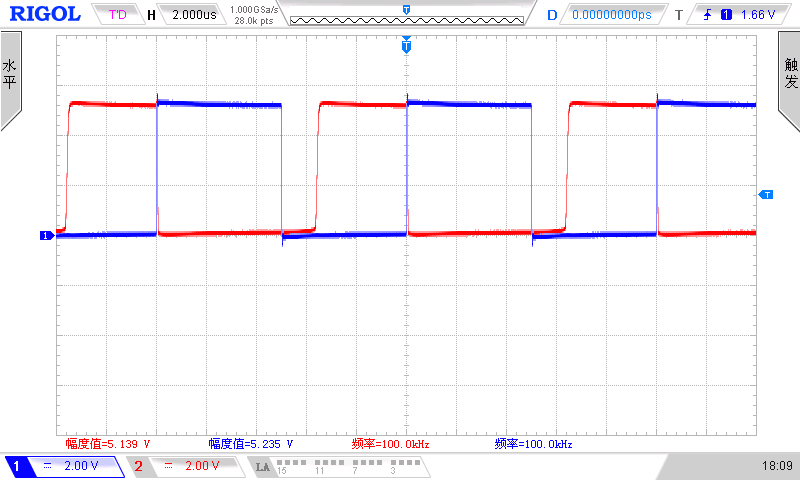 RIGOL T'D H 2.000us 1.000GSa/s 28.0k pts T D 0.00000000ps T 1 1.66 V
水平
触发
T
T
1
幅度值=5.139 V 幅度值=5.235 V 频率=100.0kHz 频率=100.0kHz
1 2.00 V 2 2.00 V LA 15 11 7 3 18:09